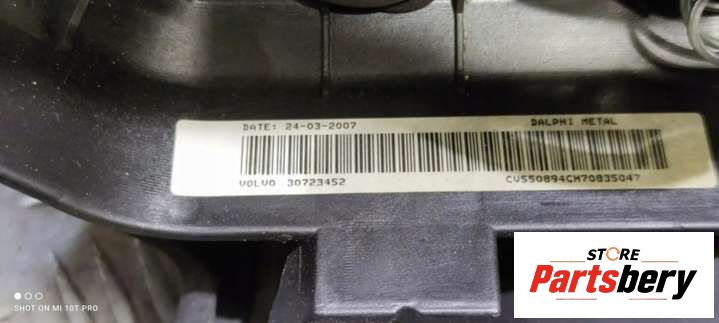 DATE: 24-03-2007 DALPHI METAL
VOLVO 30723452 CV550894CH70835047
STORE
Partsbery
SHOT ON MI 10T PRO